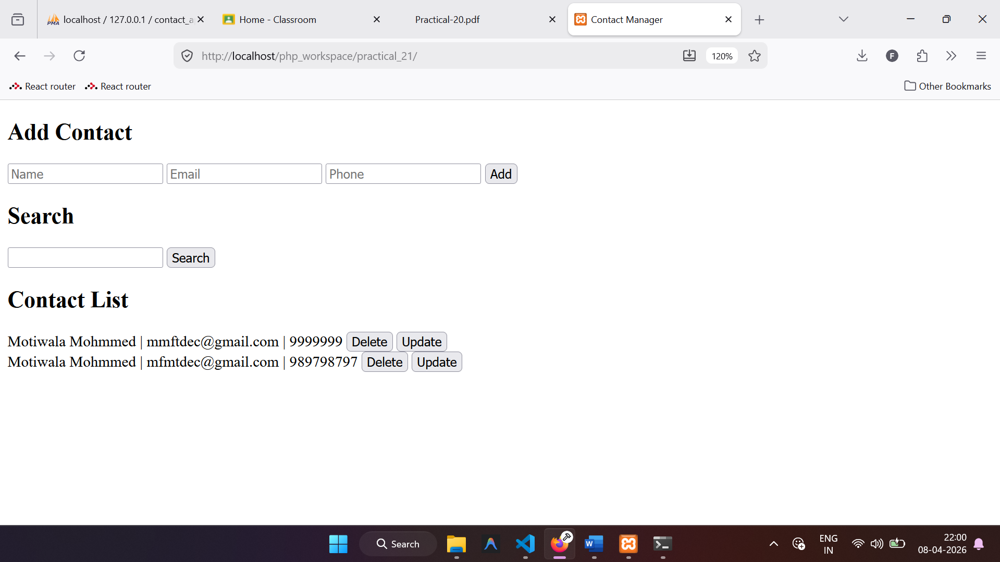 localhost / 127.0.0.1 / contact_a
Home - Classroom
Practical-20.pdf
Contact Manager
http://localhost/php_workspace/practical_21/
120%
F
React router
React router
Other Bookmarks
Add Contact
Name
Email
Phone
Add
Search
Search
Contact List
Motiwala Mohmmed | mmftdec@gmail.com | 9999999 Delete Update
Motiwala Mohmmed | mfmtdec@gmail.com | 989798797 Delete Update
Search
ENG
IN
22:00
08-04-2026